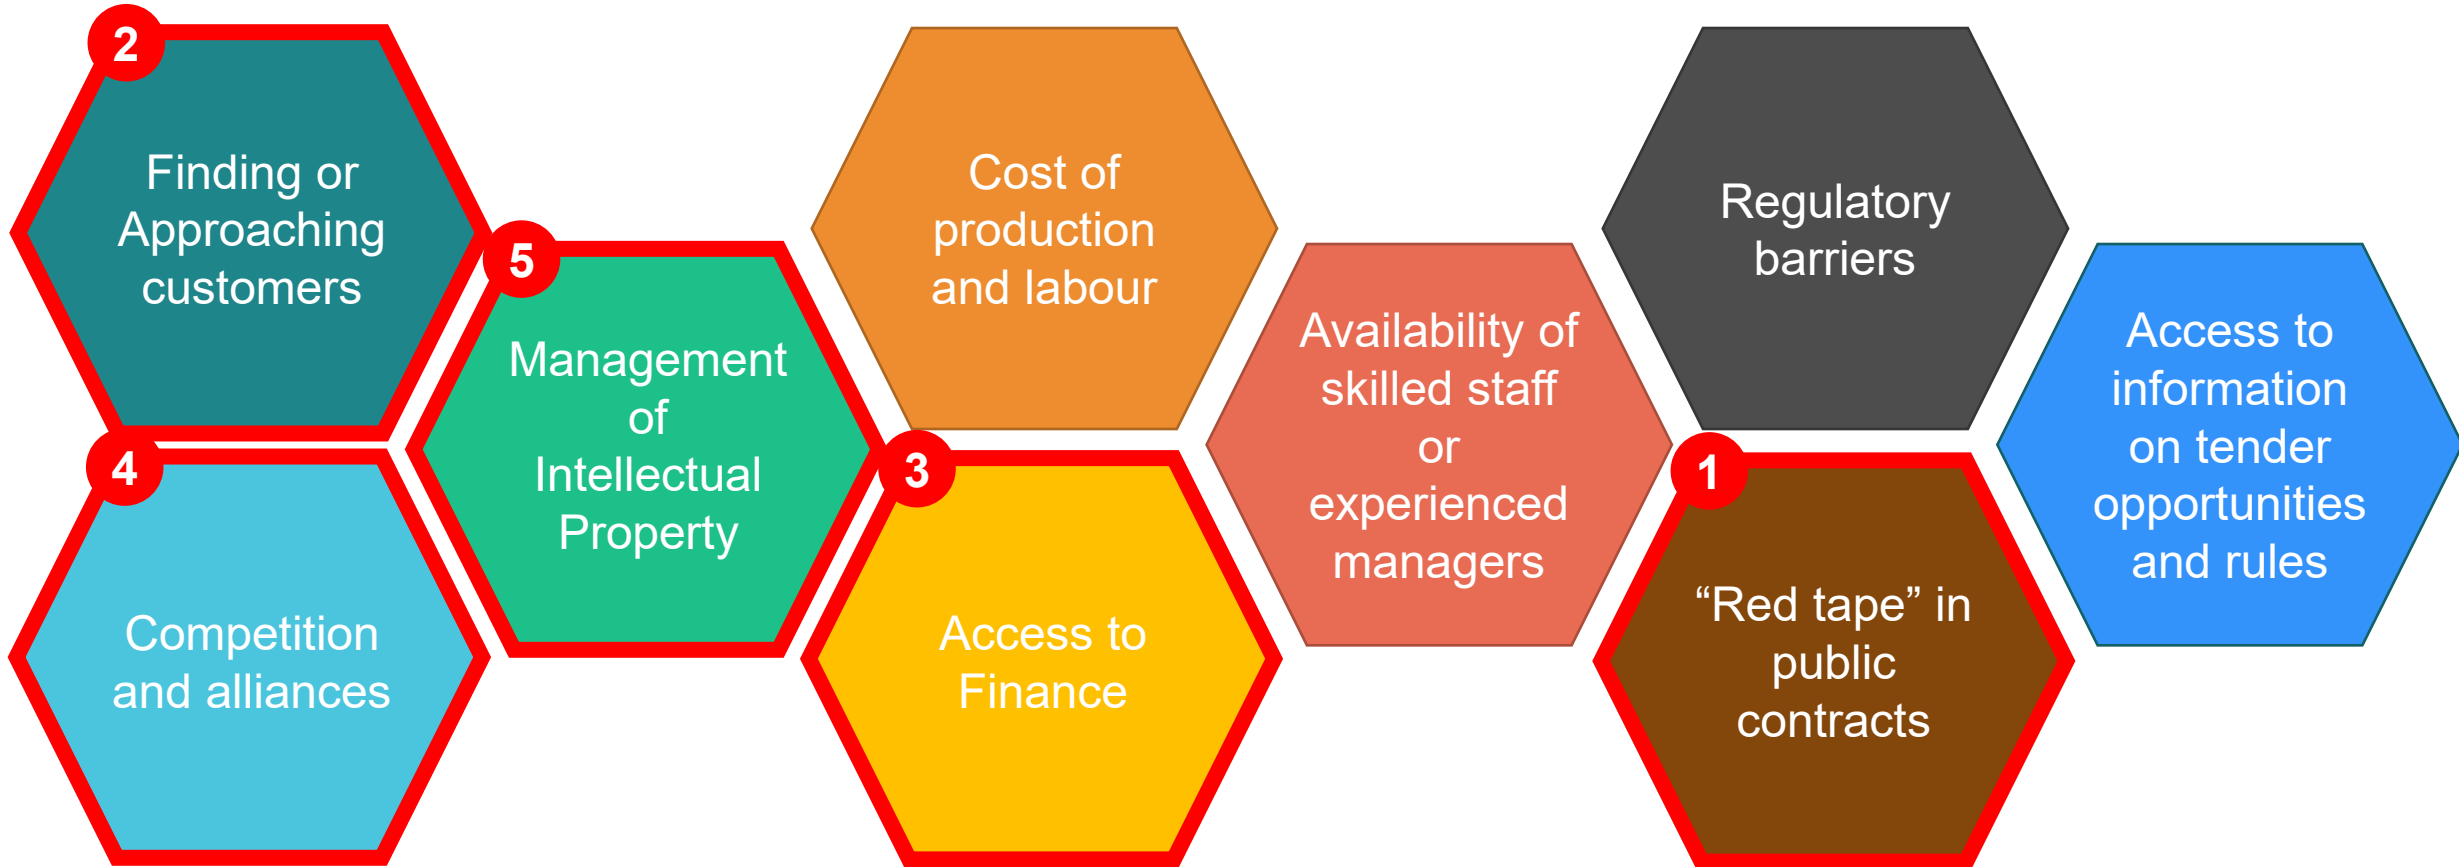 2
Finding or
Approaching
customers
5
Management
of
Intellectual
Property
4
Competition
and alliances
Cost of
production
and labour
3
Access to
Finance
Availability of
skilled staff
or
experienced
managers
Regulatory
barriers
1
“Red tape” in
public
contracts
Access to
information
on tender
opportunities
and rules